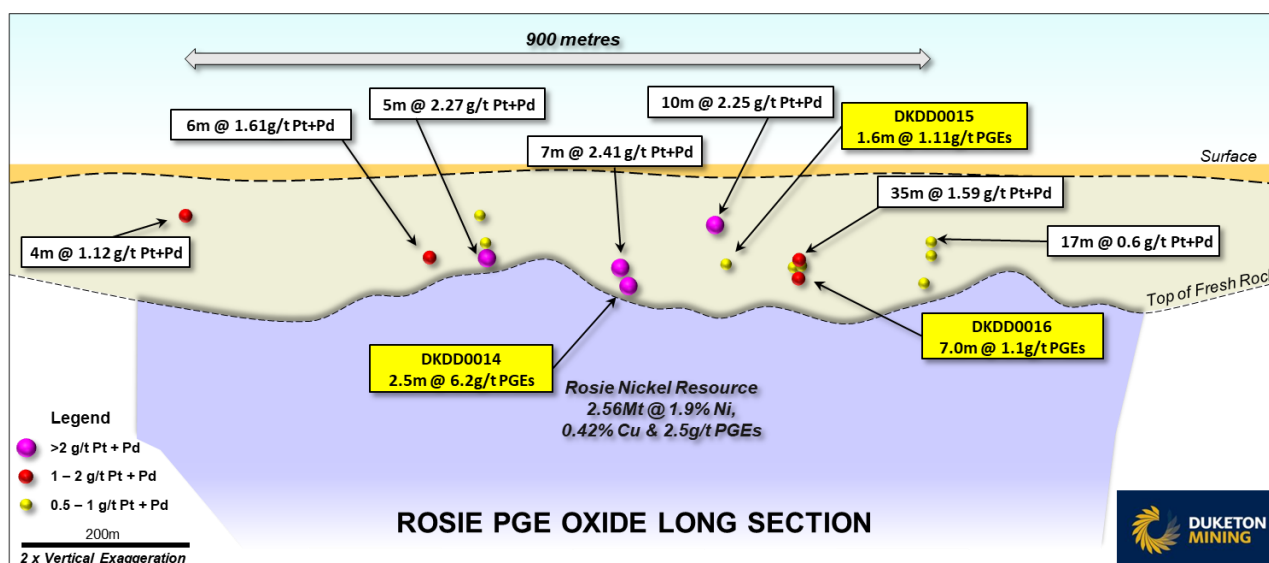 900 metres
5m @ 2.27 g/t Pt+Pd
10m @ 2.25 g/t Pt+Pd
DKDD0015
1.6m @ 1.11g/t PGEs
6m @ 1.61g/t Pt+Pd
7m @ 2.41 g/t Pt+Pd
Surface
35m @ 1.59 g/t Pt+Pd
4m @ 1.12 g/t Pt+Pd
17m @ 0.6 g/t Pt+Pd
Top of Fresh Rock
DKDD0014
2.5m @ 6.2g/t PGEs
DKDD0016
7.0m @ 1.1g/t PGEs
Rosie Nickel Resource
2.56Mt @ 1.9% Ni,
0.42% Cu & 2.5g/t PGEs
Legend
>2 g/t Pt + Pd
1 – 2 g/t Pt + Pd
0.5 – 1 g/t Pt + Pd
200m
2 x Vertical Exaggeration
ROSIE PGE OXIDE LONG SECTION
DUKETON
MINING